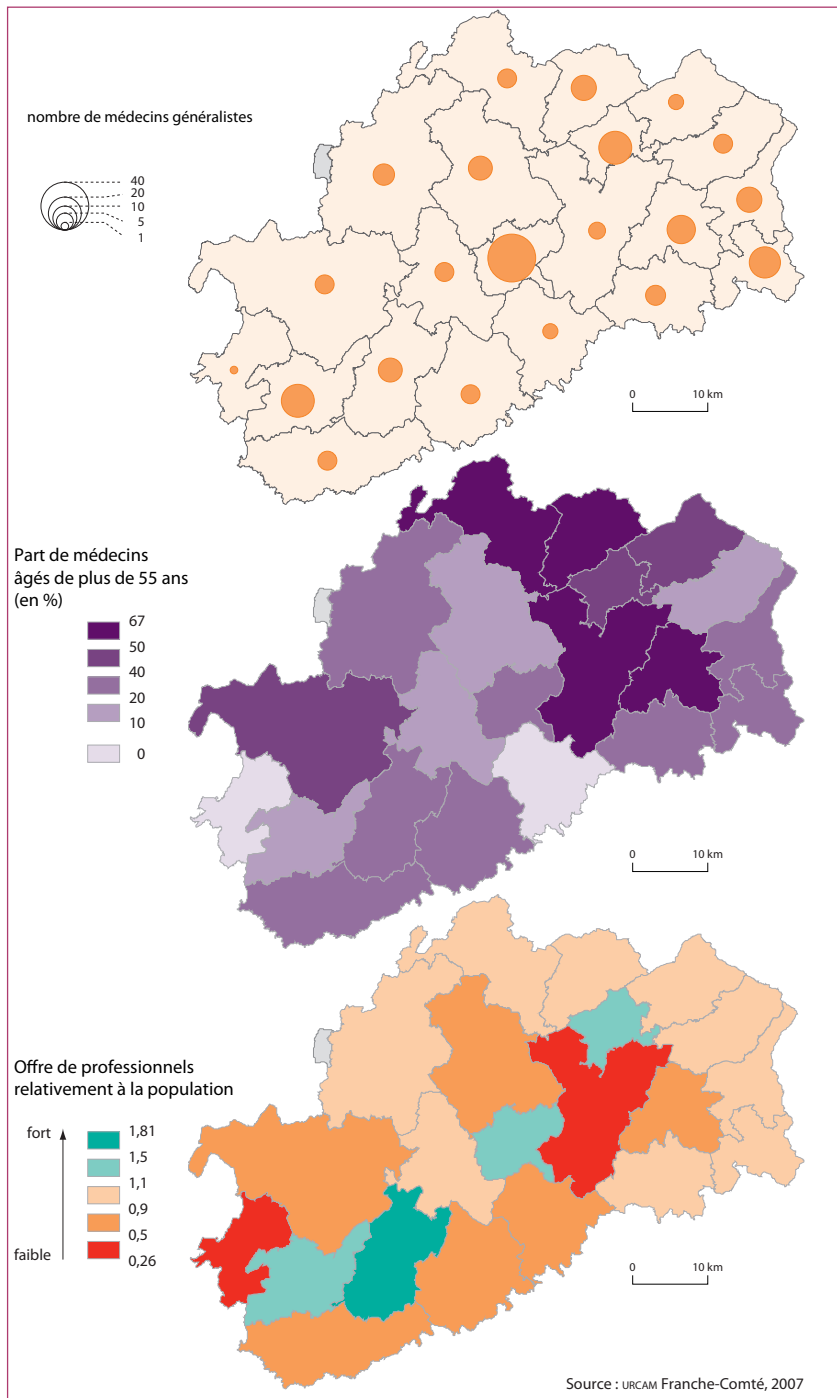 nombre de médecins généralistes
40
20
10
5
1
0 10 km
Part de médecins
âgés de plus de 55 ans
(en %)
67
50
40
20
10
0
0 10 km
Offre de professionnels
relativement à la population
fort
1,81
1,5
1,1
0,9
0,5
faible
0,26
0 10 km
Source : URCAM Franche-Comté, 2007